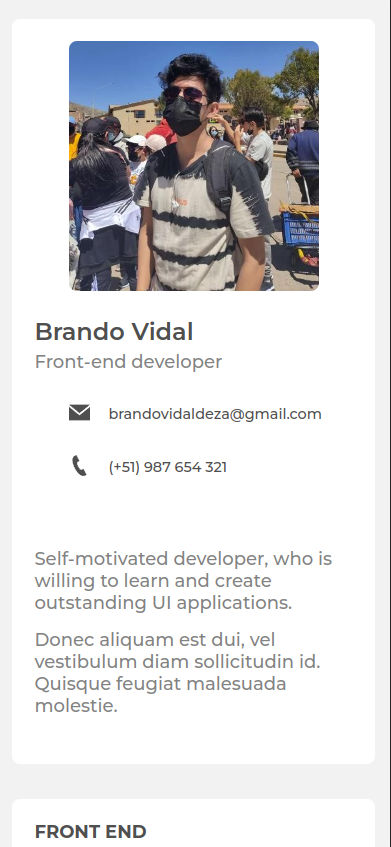 Brando Vidal
Front-end developer
brandovidaldeza@gmail.com
(+51) 987 654 321
Self-motivated developer, who is
willing to learn and create
outstanding UI applications.
Donec aliquam est dui, vel
vestibulum diam sollicitudin id.
Quisque feugiat malesuada
molestie.
FRONT END